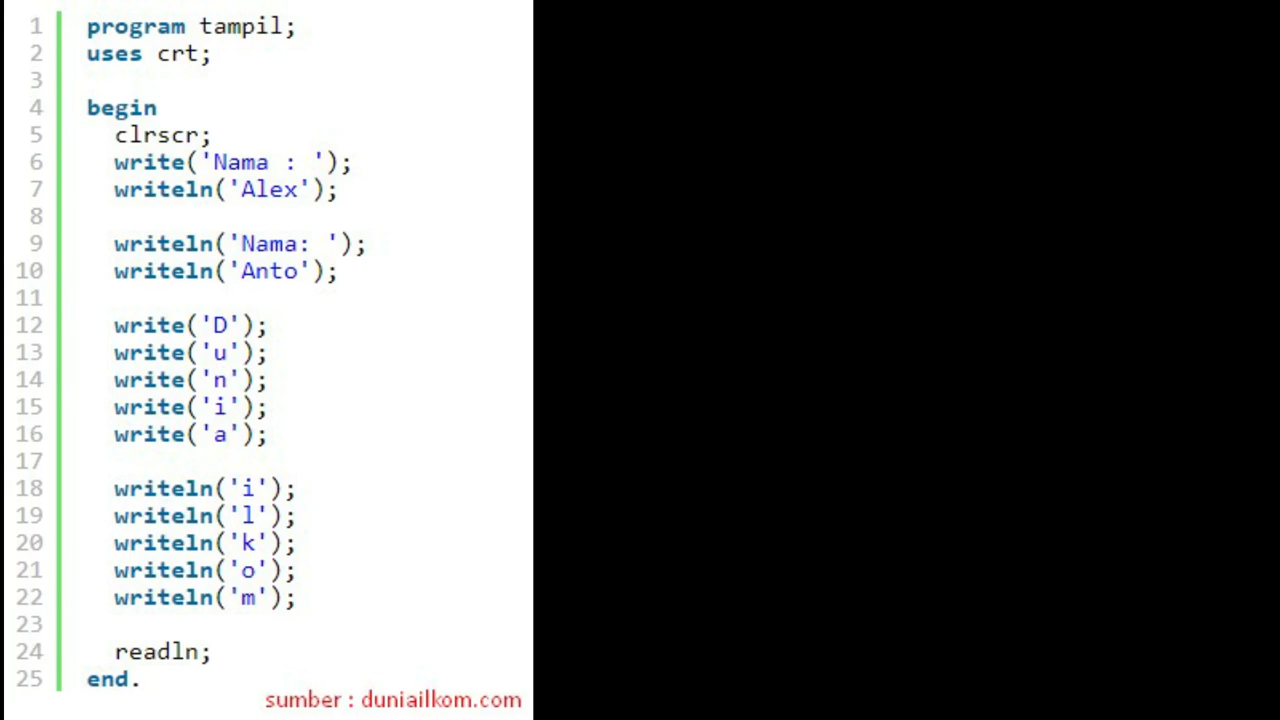 1 program tampil;
2 uses crt;
3
4 begin
5   clrscr;
6   write('Nama : ');
7   writeln('Alex');
8
9   writeln('Nama: ');
10   writeln('Anto');
11
12   write('D');
13   write('u');
14   write('n');
15   write('i');
16   write('a');
17
18   writeln('i');
19   writeln('l');
20   writeln('k');
21   writeln('o');
22   writeln('m');
23
24   readln;
25 end.
sumber : duniailkom.com